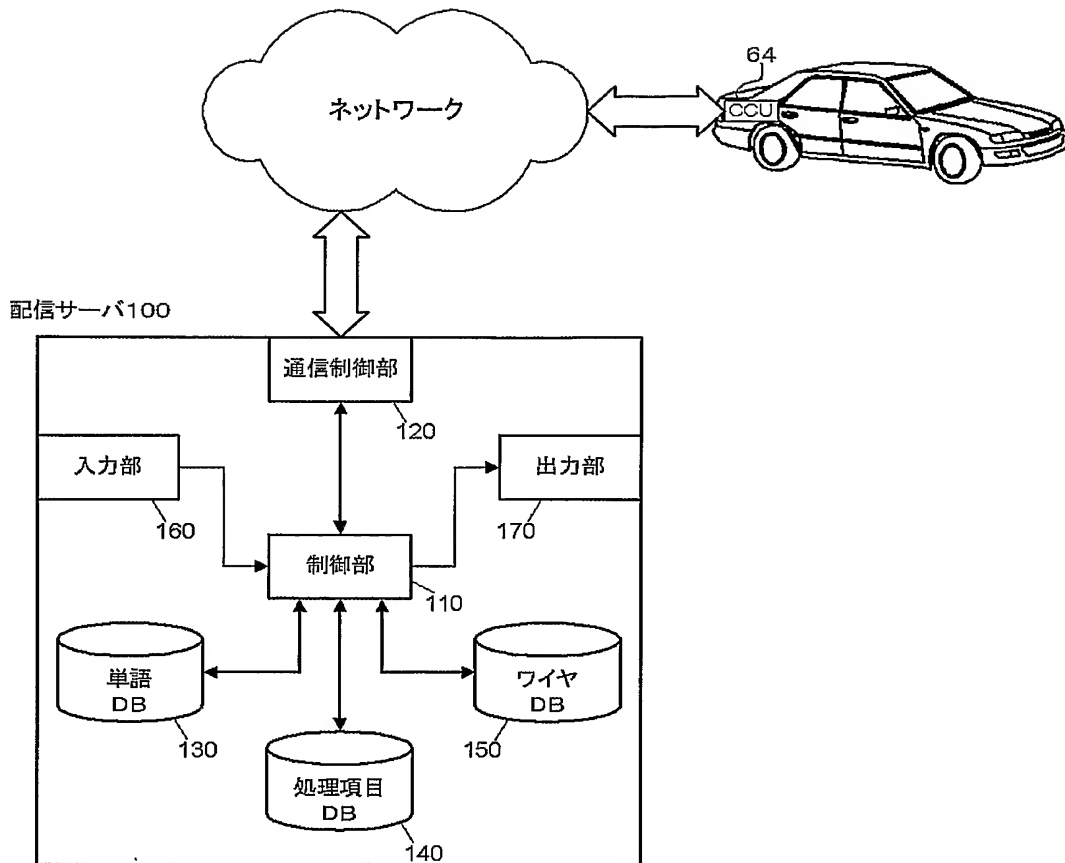 64
CCU
ネットワーク
配信サーバ100
通信制御部
120
入力部
160
出力部
170
制御部
110
単語
DB
130
ワイヤ
DB
150
処理項目
DB
140